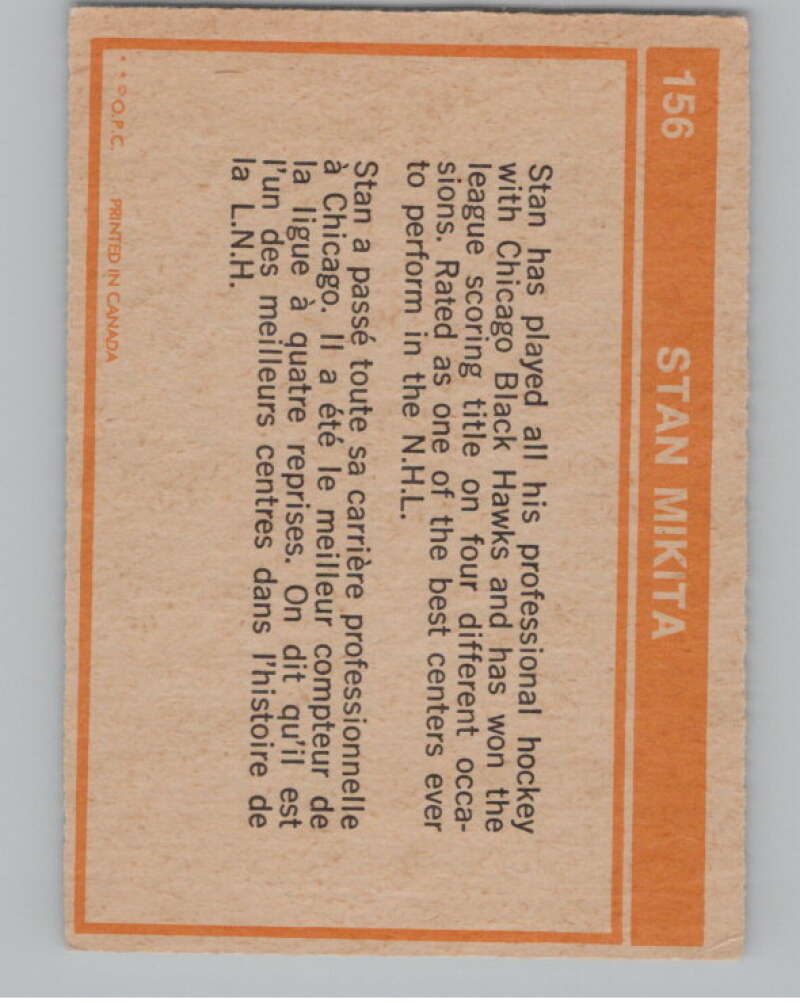 156 STAN MIKITA
Stan has played all his professional hockey
with Chicago Black Hawks and has won the
league scoring title on four different occa-
sions. Rated as one of the best centers ever
to perform in the N.H.L.
Stan a passé toute sa carrière professionnelle
à Chicago. Il a été le meilleur compteur de
la ligue à quatre reprises. On dit qu'il est
l'un des meilleurs centres dans l'histoire de
la L.N.H.
* * © O.P.C. PRINTED IN CANADA